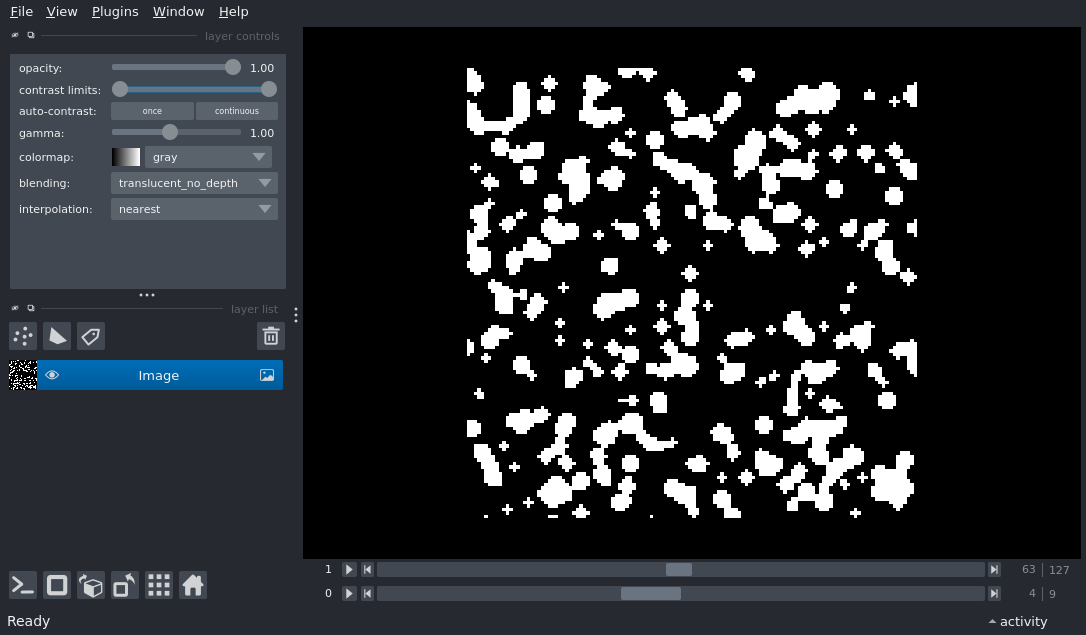 File View Plugins Window Help
layer controls
opacity: 1.00
contrast limits:
auto-contrast: once continuous
gamma: 1.00
colormap: gray
blending: translucent_no_depth
interpolation: nearest
layer list
Image
1 63 127
0 4 9
Ready activity